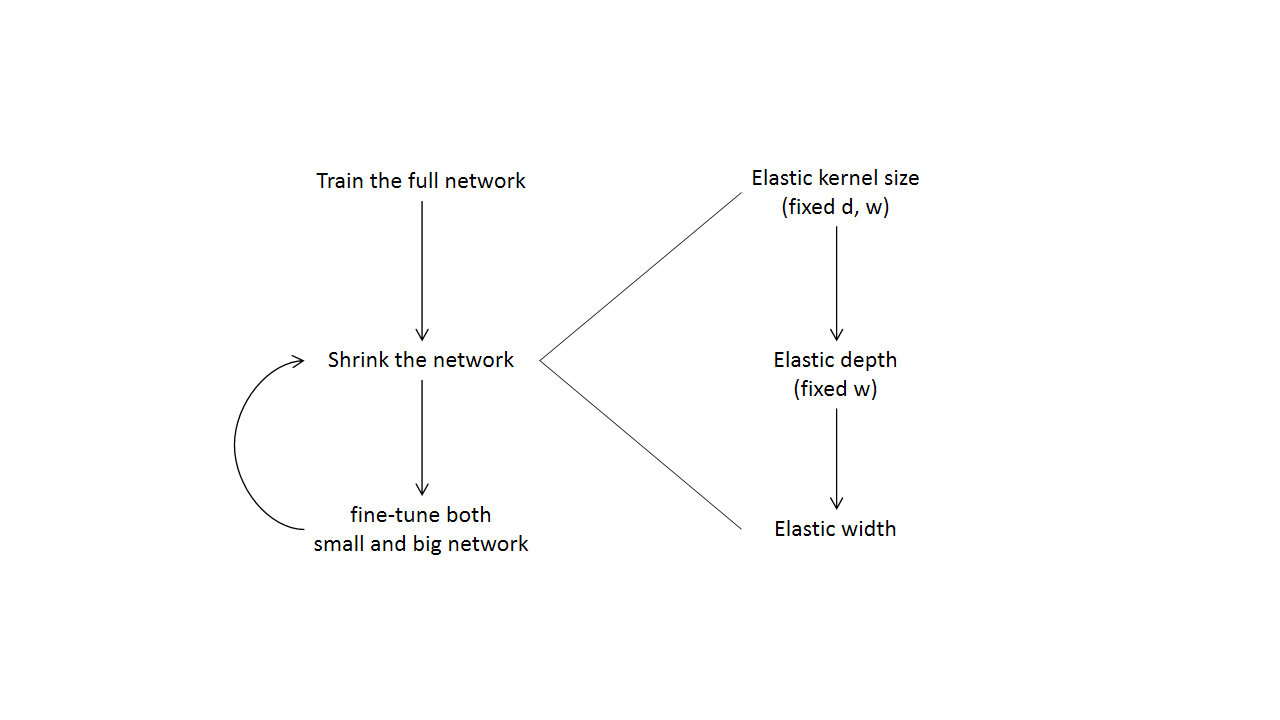 Train the full network
Shrink the network
fine-tune both
small and big network
Elastic kernel size
(fixed d, w)
Elastic depth
(fixed w)
Elastic width